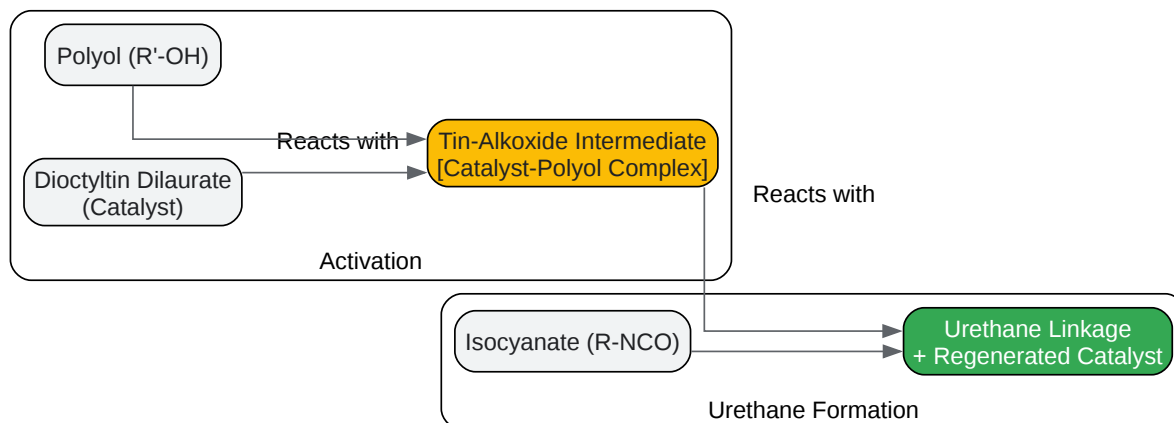 Polyol (R'-OH)
Reacts with
Tin-Alkoxide Intermediate
[Catalyst-Polyol Complex]
Dioctyltin Dilaurate
(Catalyst)
Reacts with
Activation
Isocyanate (R-NCO)
Urethane Linkage
+ Regenerated Catalyst
Urethane Formation